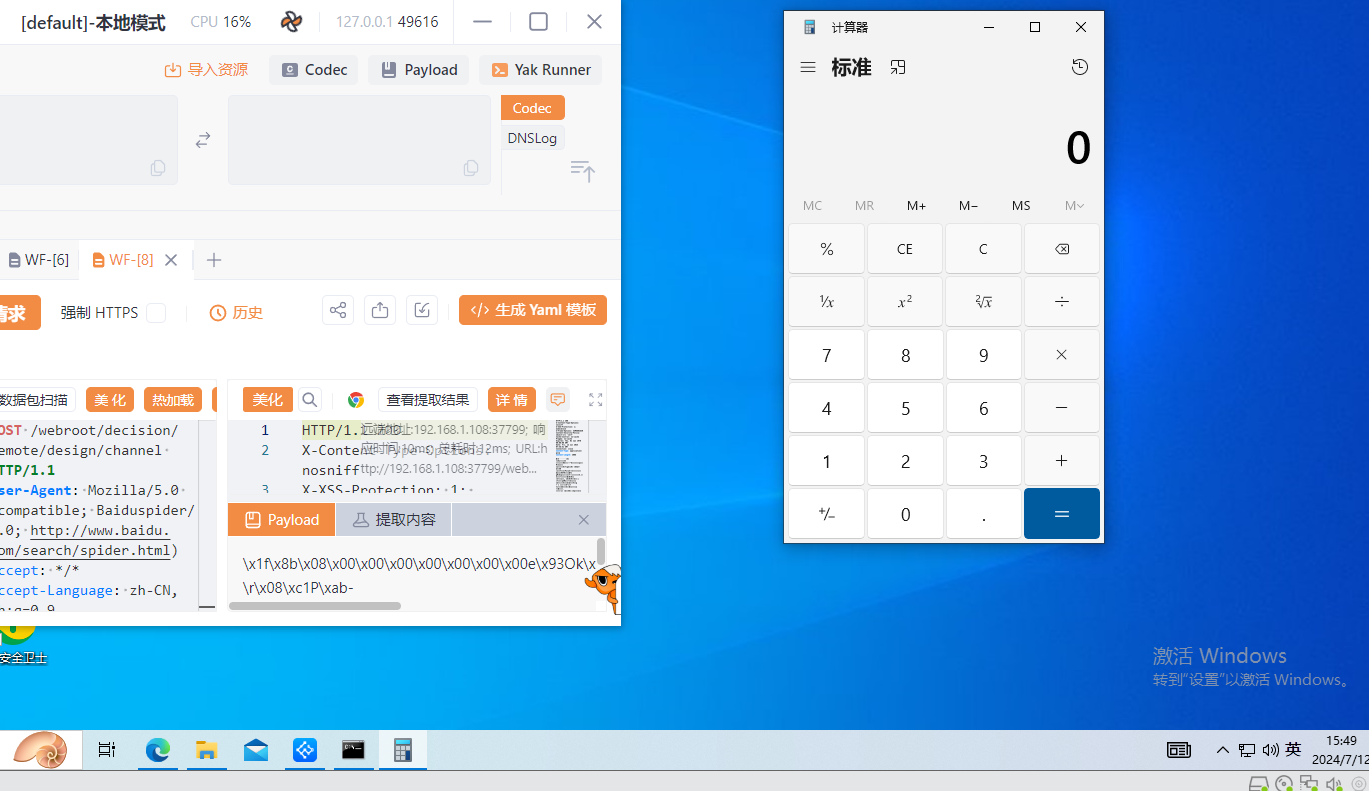 [default]-本地模式 CPU 16% 127.0.0.1 49616
导入资源 Codec Payload Yak Runner
Codec
DNSLog
WF-[6] WF-[8]
请求 强制 HTTPS 历史 </> 生成 Yaml 模板
数据包扫描 美 化 热加载
OST /webroot/decision/
emote/design/channel
TTP/1.1
ser-Agent: Mozilla/5.0
compatible; Baiduspider/
.0; http://www.baidu.
om/search/spider.html)
ccept: */*
ccept-Language: zh-CN,
h;q=0.9
美化 查看提取结果 详 情
1 HTTP/1.1
远端地址:192.168.1.108:37799; 响
应时间:10ms; 总耗时:12ms; URL:h
ttp://192.168.1.108:37799/web...
2 X-Content-Type-Options:
nosniff
3 X-XSS-Protection: 1;
Payload 提取内容
\x1f\x8b\x08\x00\x00\x00\x00\x00\x00\x00e\x93Ok\x
\r\x08\xc1P\xab-
安全卫士
计算器
标准
0
MC MR M+ M− MS M
% CE C
¹/x x² ²√x ÷
7 8 9 ×
4 5 6 −
1 2 3 +
+/− 0 . =
激活 Windows
转到"设置"以激活 Windows。
英
15:49
2024/7/12